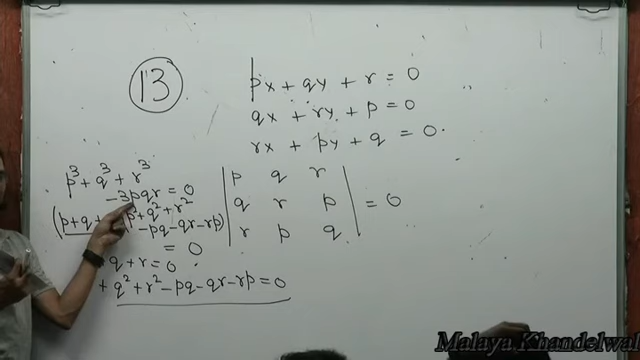 13
px + qy + r = 0
qx + ry + p = 0
rx + py + q = 0.
p³ + q³ + r³
- 3pqr = 0
(p+q+ p² + q² + r²
- pq - qr - rp)
= 0
q + r = 0
+ q² + r² - pq - qr - rp = 0
| p q r |
| q r p | = 0
| r p q |
Malaya Khandelwal